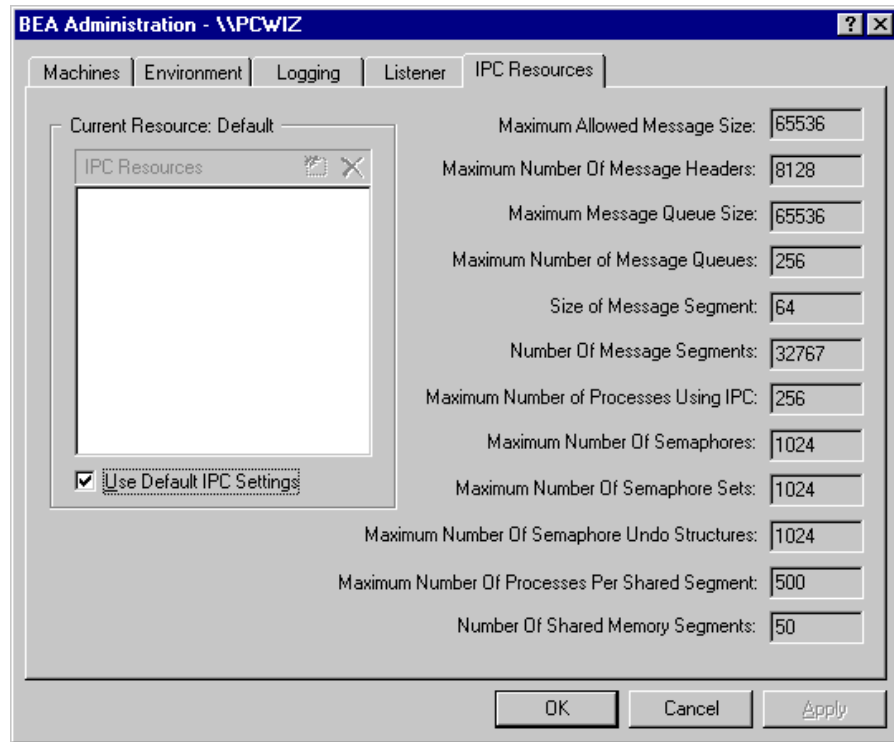 BEA Administration - \\PCWIZ
Machines Environment Logging Listener IPC Resources
Current Resource: Default
IPC Resources
Use Default IPC Settings
Maximum Allowed Message Size: 65536
Maximum Number Of Message Headers: 8128
Maximum Message Queue Size: 65536
Maximum Number of Message Queues: 256
Size of Message Segment: 64
Number Of Message Segments: 32767
Maximum Number of Processes Using IPC: 256
Maximum Number Of Semaphores: 1024
Maximum Number Of Semaphore Sets: 1024
Maximum Number Of Semaphore Undo Structures: 1024
Maximum Number Of Processes Per Shared Segment: 500
Number Of Shared Memory Segments: 50
OK Cancel Apply